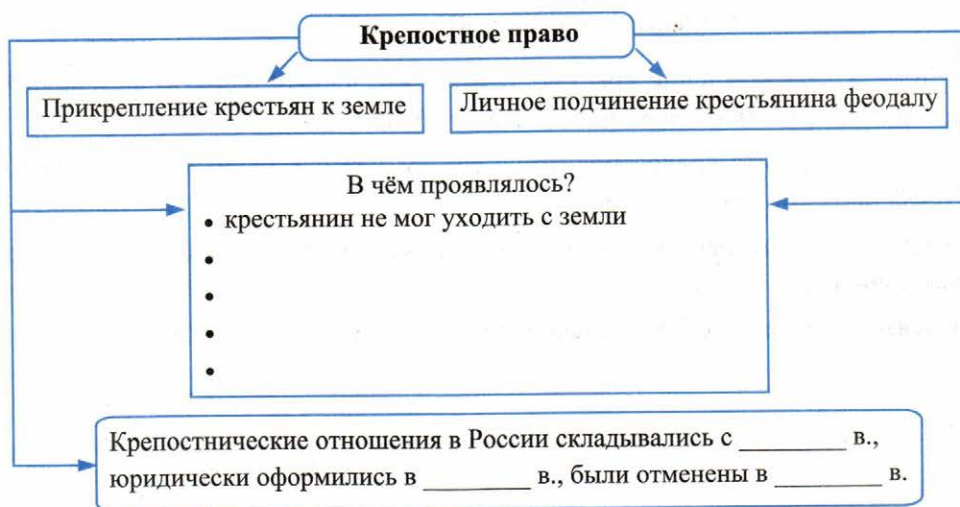 Крепостное право
Прикрепление крестьян к земле
Личное подчинение крестьянина феодалу
В чём проявлялось?
• крестьянин не мог уходить с земли
•
•
•
•
Крепостнические отношения в России складывались с ________ в.,
юридически оформились в ________ в., были отменены в ________ в.